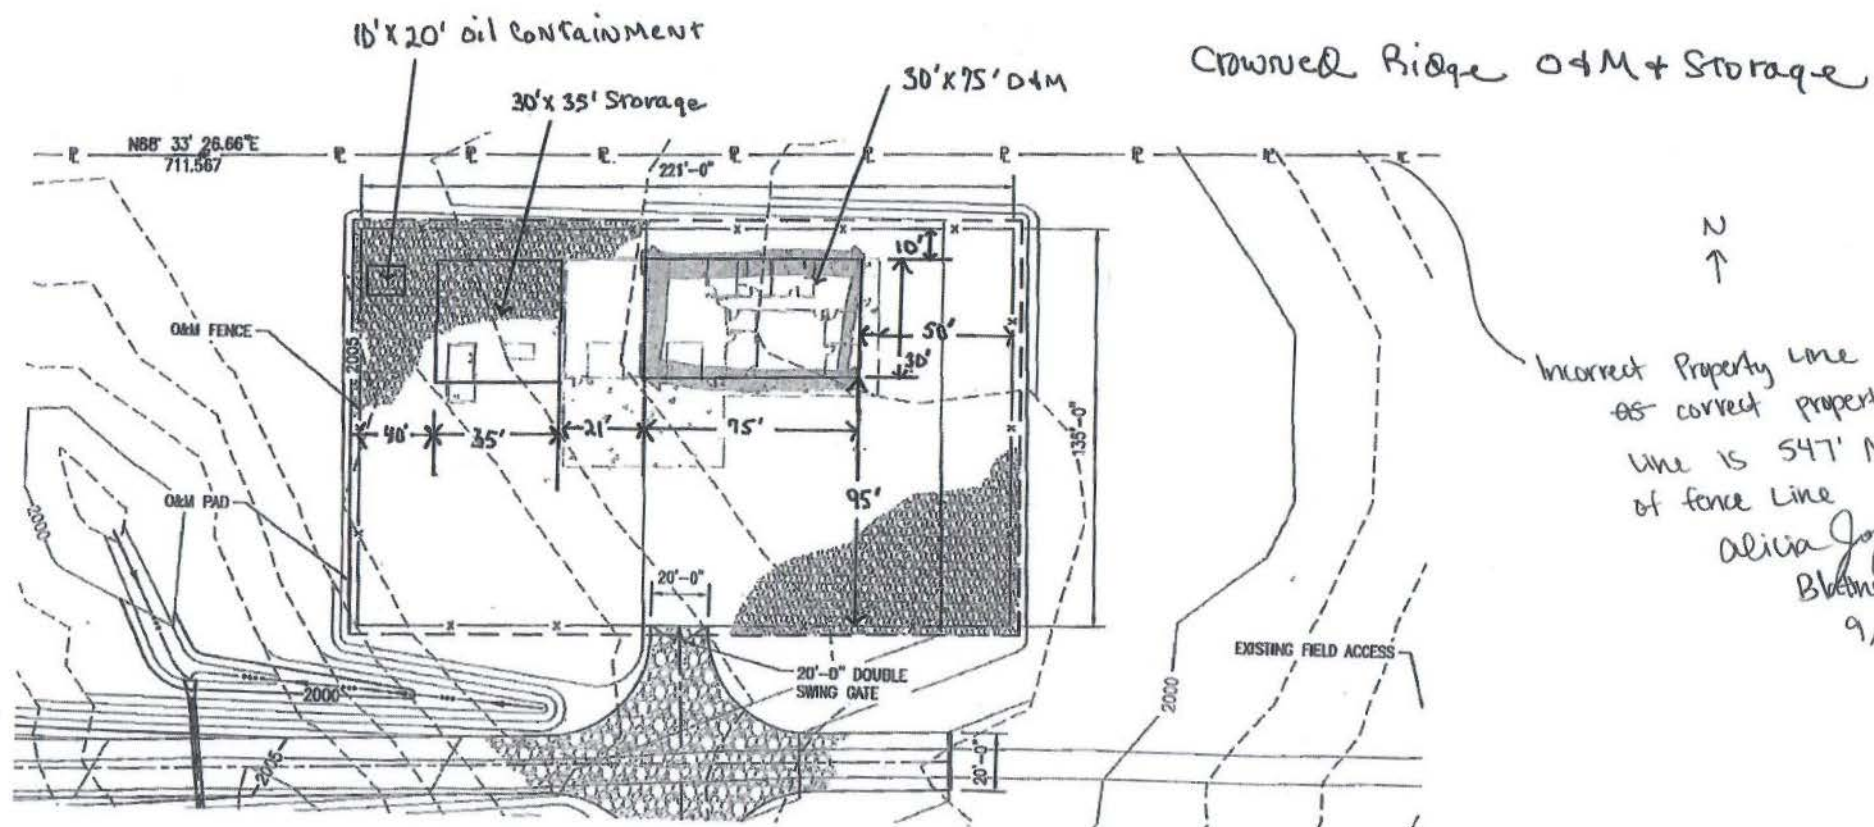 10'x20' oil Containment
Crowned Ridge O&M & Storage
30'x75' O&M
30'x35' Storage
N88° 33' 26.66"E
711.567
221'-0"
N
10'
O&M FENCE
2005
50'
30'
Incorrect Property Line
as correct
line is 547'
of fence Line
40'
35'
21'
75'
135'-0"
O&M PAD
95'
2000
Alicia
20'-0"
EXISTING FIELD ACCESS
20'-0" DOUBLE
SWING GATE
2000
2000
2005
20'-0"